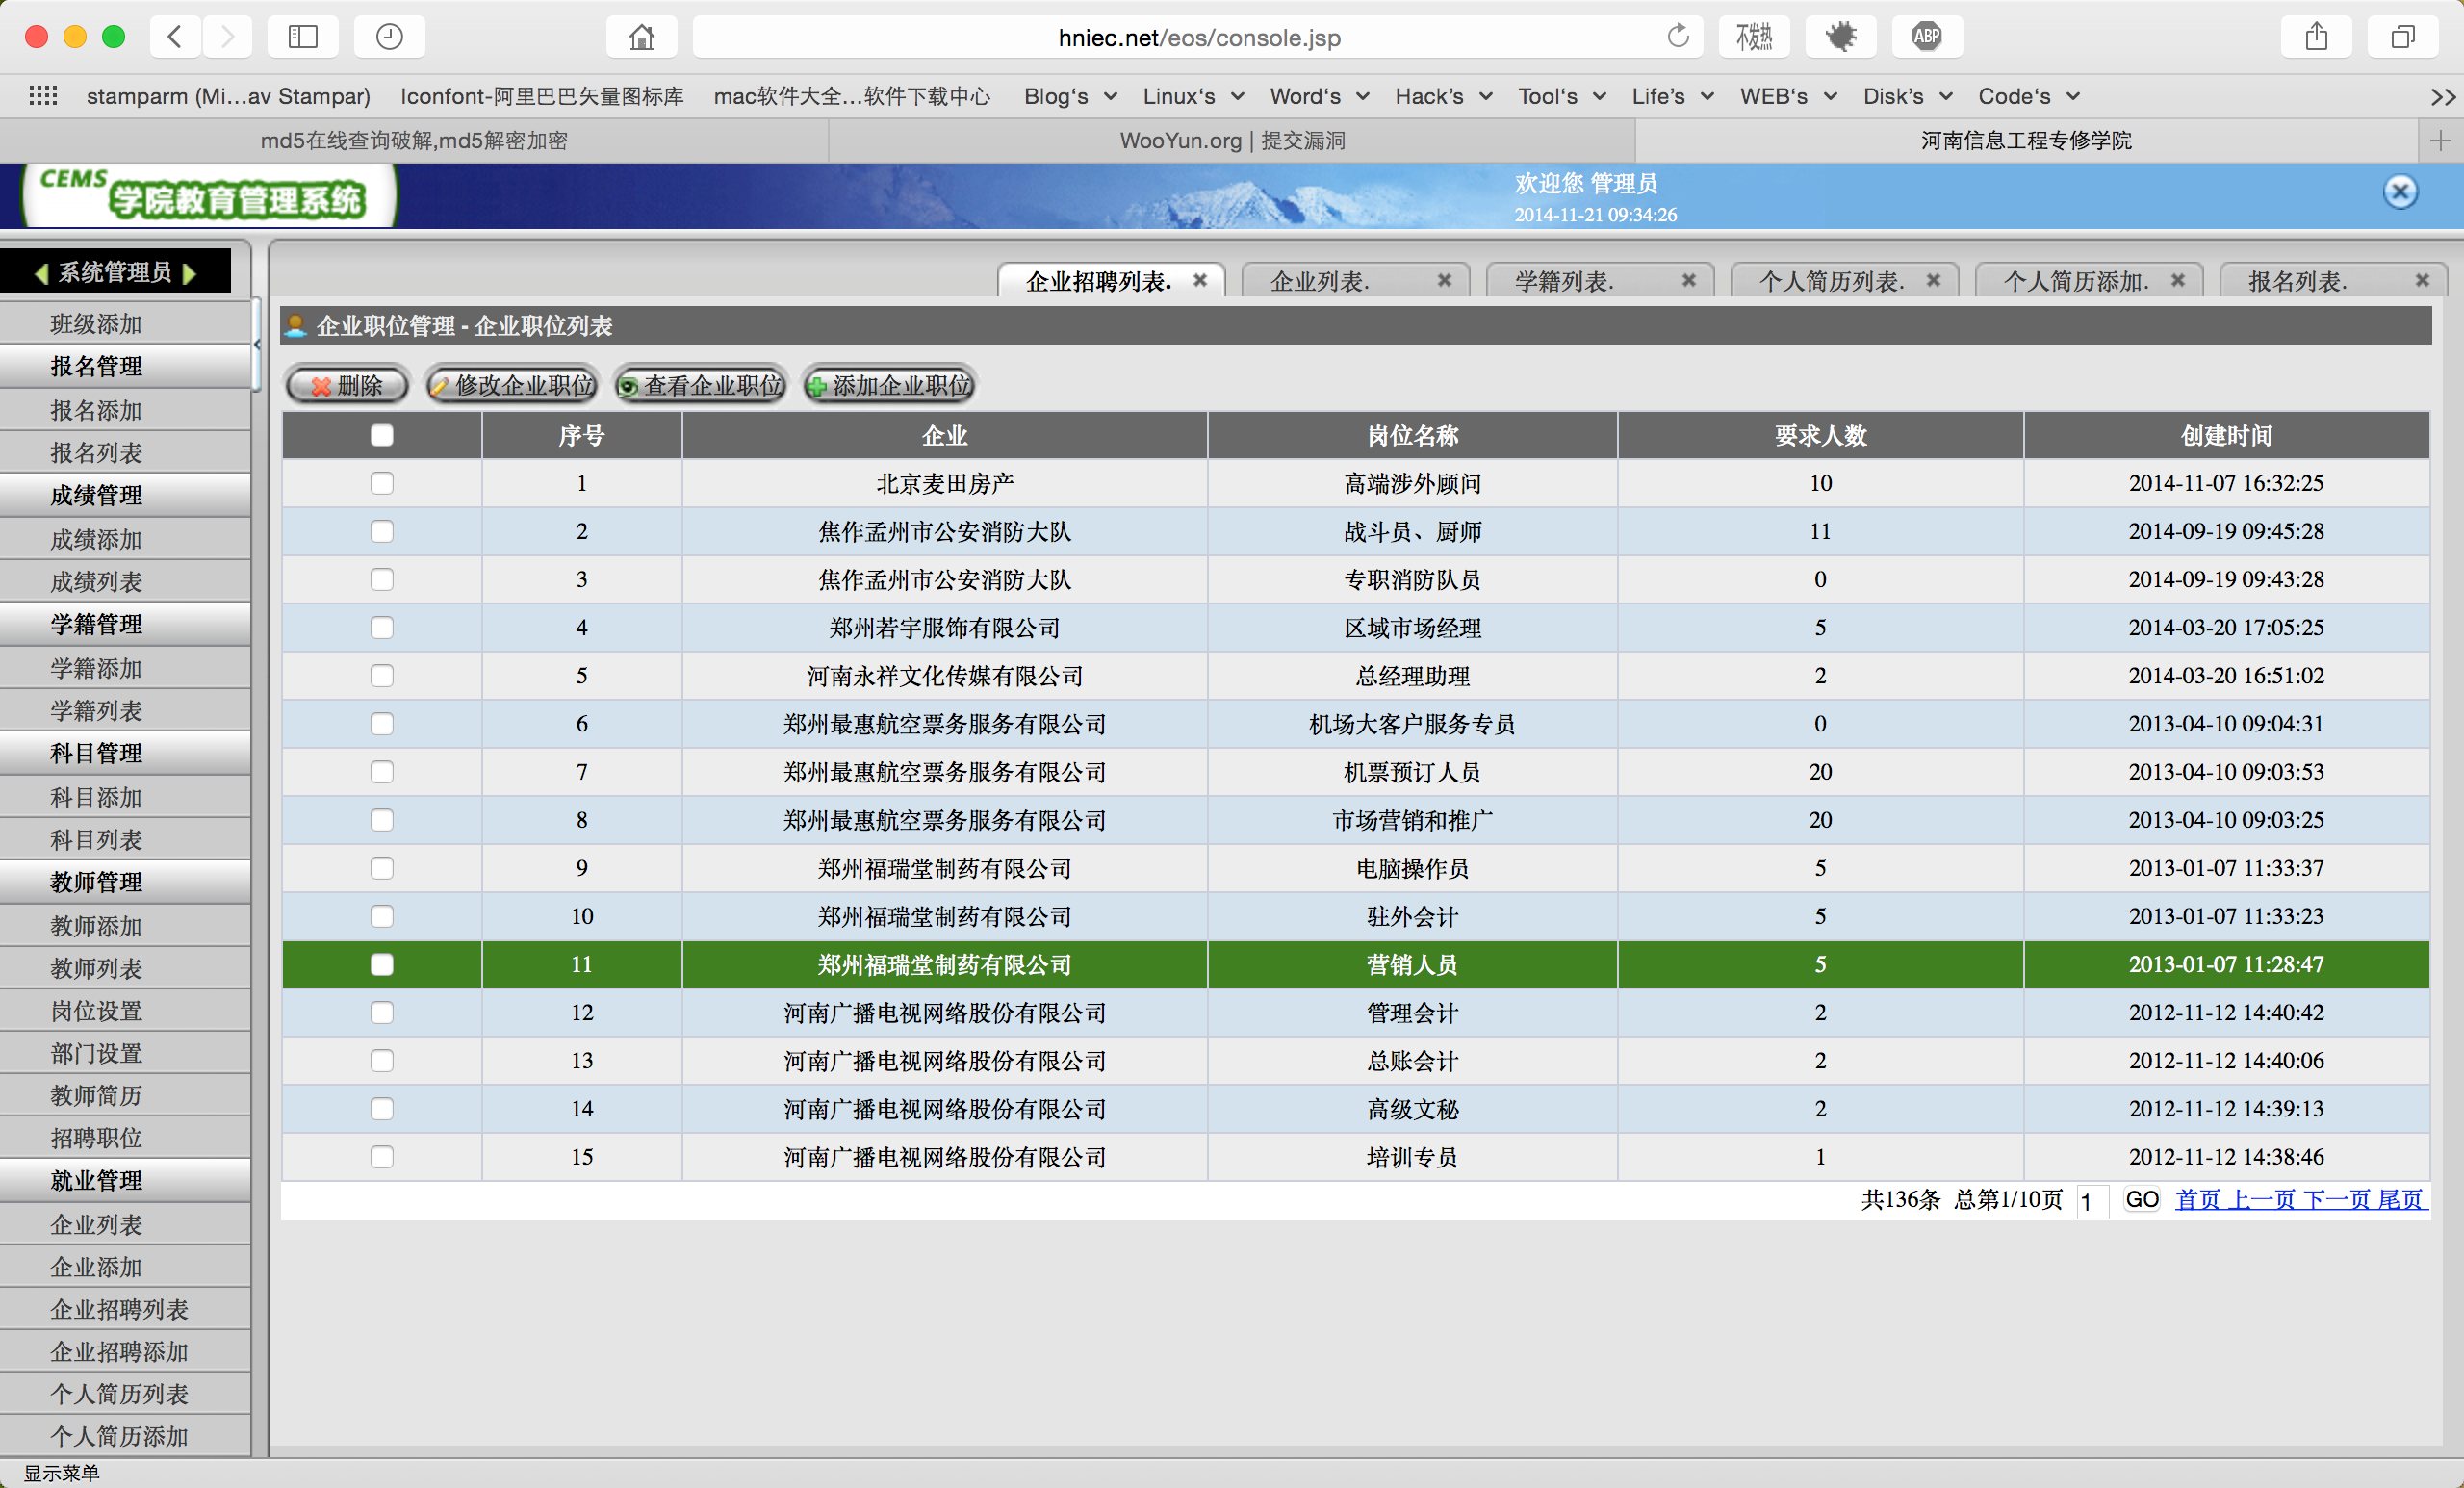 hniec.net/eos/console.jsp 不发热 ABP
stamparm (Mi...av Stampar) Iconfont-阿里巴巴矢量图标库 mac软件大全...软件下载中心 Blog's Linux's Word's Hack's Tool's Life's WEB's Disk's Code's
md5在线查询破解,md5解密加密 WooYun.org | 提交漏洞 河南信息工程专修学院
CEMS 学院教育管理系统
欢迎您 管理员
2014-11-21 09:34:26
系统管理员
班级添加
报名管理
报名添加
报名列表
成绩管理
成绩添加
成绩列表
学籍管理
学籍添加
学籍列表
科目管理
科目添加
科目列表
教师管理
教师添加
教师列表
岗位设置
部门设置
教师简历
招聘职位
就业管理
企业列表
企业添加
企业招聘列表
企业招聘添加
个人简历列表
个人简历添加
企业招聘列表. 企业列表. 学籍列表. 个人简历列表. 个人简历添加. 报名列表.
企业职位管理 - 企业职位列表
删除 修改企业职位 查看企业职位 添加企业职位
序号 企业 岗位名称 要求人数 创建时间
1 北京麦田房产 高端涉外顾问 10 2014-11-07 16:32:25
2 焦作孟州市公安消防大队 战斗员、厨师 11 2014-09-19 09:45:28
3 焦作孟州市公安消防大队 专职消防队员 0 2014-09-19 09:43:28
4 郑州若宇服饰有限公司 区域市场经理 5 2014-03-20 17:05:25
5 河南永祥文化传媒有限公司 总经理助理 2 2014-03-20 16:51:02
6 郑州最惠航空票务服务有限公司 机场大客户服务专员 0 2013-04-10 09:04:31
7 郑州最惠航空票务服务有限公司 机票预订人员 20 2013-04-10 09:03:53
8 郑州最惠航空票务服务有限公司 市场营销和推广 20 2013-04-10 09:03:25
9 郑州福瑞堂制药有限公司 电脑操作员 5 2013-01-07 11:33:37
10 郑州福瑞堂制药有限公司 驻外会计 5 2013-01-07 11:33:23
11 郑州福瑞堂制药有限公司 营销人员 5 2013-01-07 11:28:47
12 河南广播电视网络股份有限公司 管理会计 2 2012-11-12 14:40:42
13 河南广播电视网络股份有限公司 总账会计 2 2012-11-12 14:40:06
14 河南广播电视网络股份有限公司 高级文秘 2 2012-11-12 14:39:13
15 河南广播电视网络股份有限公司 培训专员 1 2012-11-12 14:38:46
共136条 总第1/10页 1 GO 首页 上一页 下一页 尾页
显示菜单